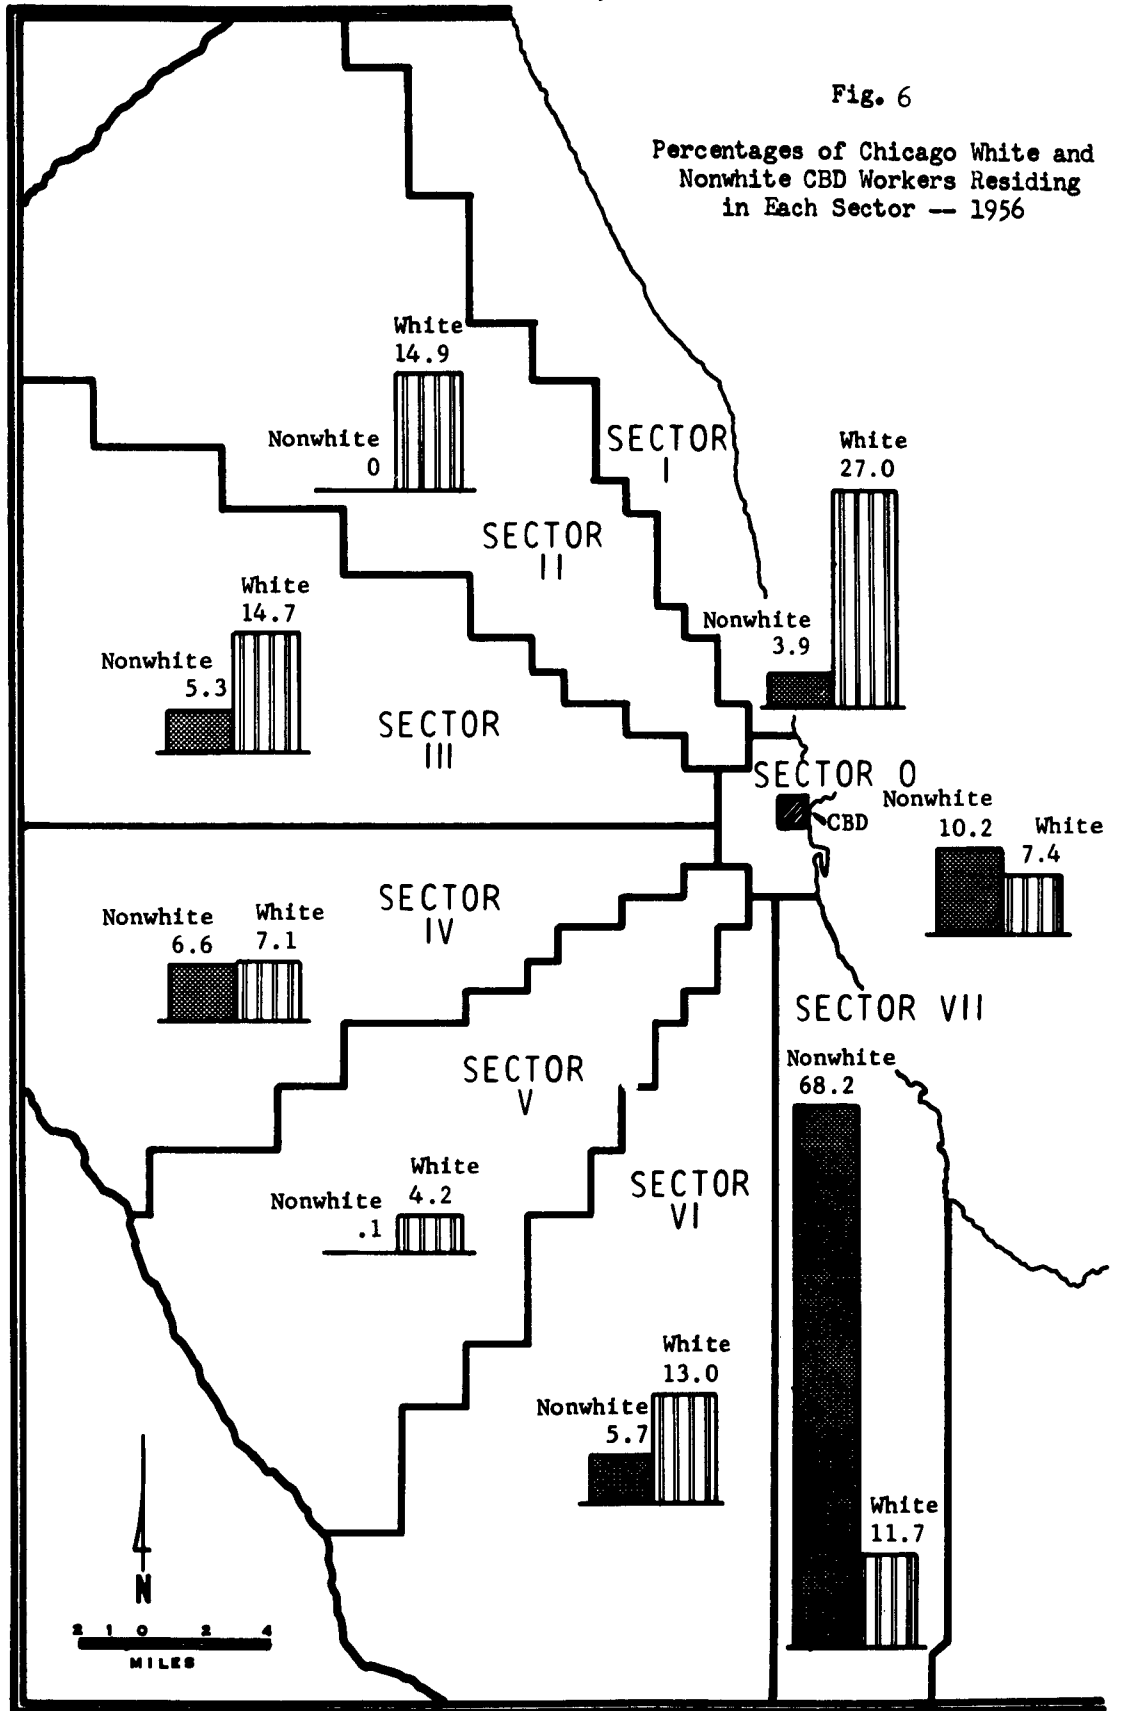 Fig. 6
Percentages of Chicago White and
Nonwhite CBD Workers Residing
in Each Sector -- 1956
White
14.9
Nonwhite
0
SECTOR
I
White
27.0
SECTOR
II
Nonwhite
3.9
White
14.7
Nonwhite
5.3
SECTOR
III
SECTOR 0
CBD
Nonwhite
10.2
White
7.4
SECTOR
IV
Nonwhite
6.6
White
7.1
SECTOR VII
Nonwhite
68.2
SECTOR
V
White
4.2
Nonwhite
.1
SECTOR
VI
White
13.0
Nonwhite
5.7
White
11.7
N
2 1 0 2 4
MILES